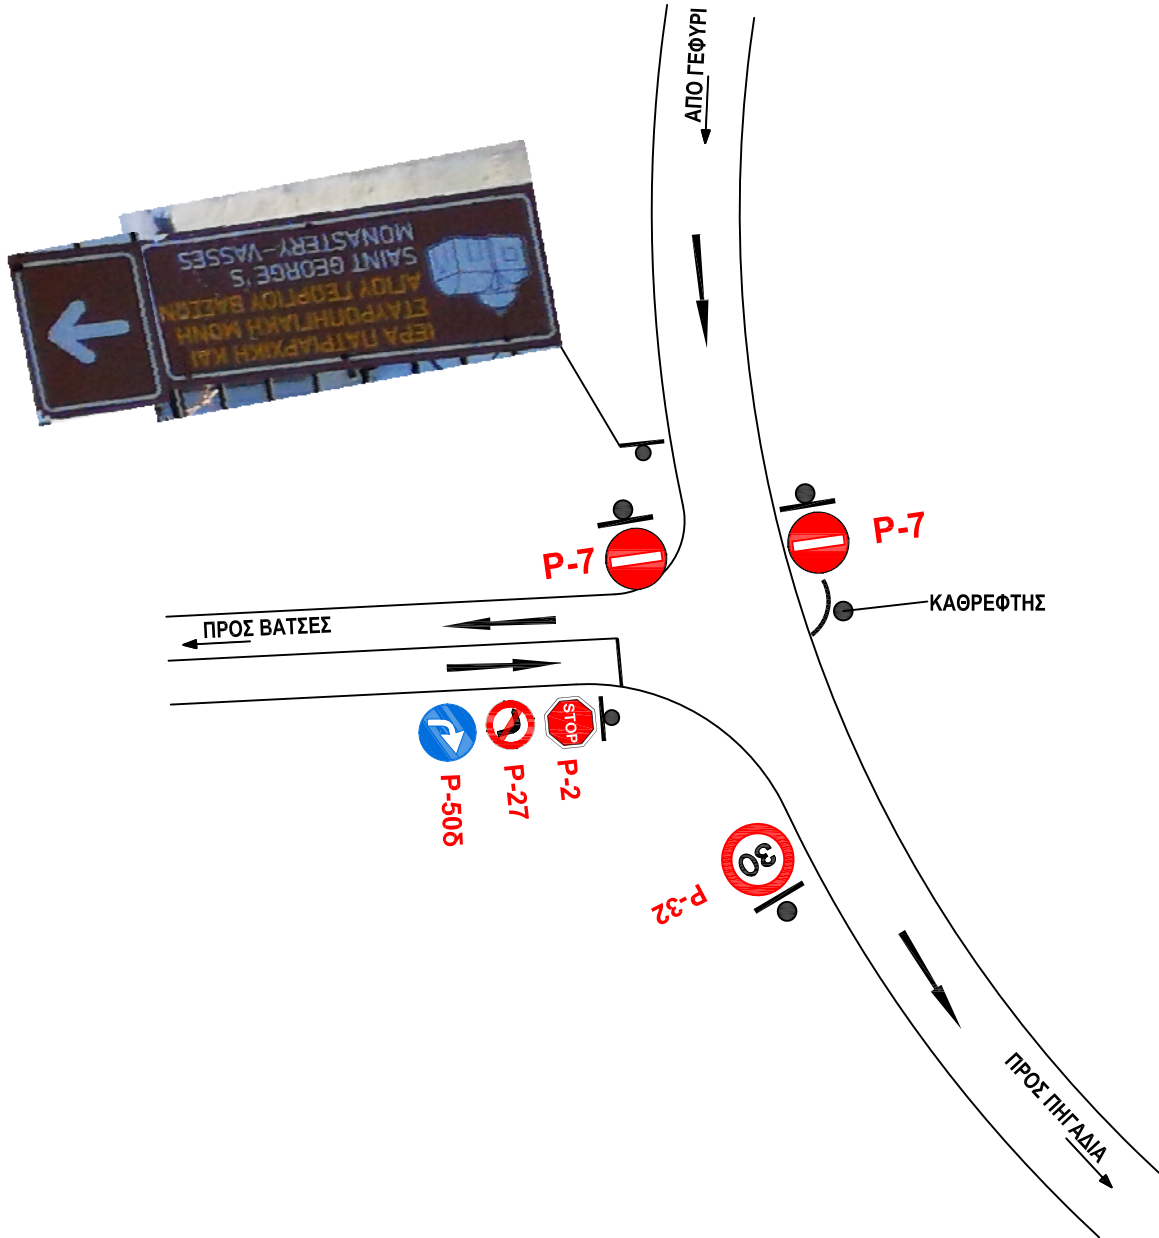 ΑΠΟ ΓΕΦΥΡΙ
ΙΕΡΑ ΠΑΤΡΙΑΡΧΙΚΗ ΚΑΙ
ΣΤΑΥΡΟΠΗΓΙΑΚΗ ΜΟΝΗ
ΑΓΙΟΥ ΓΕΩΡΓΙΟΥ ΒΑΣΣΩΝ
SAINT GEORGE'S
MONASTERY-VASSES
P-7
P-7
ΚΑΘΡΕΦΤΗΣ
ΠΡΟΣ ΒΑΤΣΕΣ
STOP
P-50δ
P-27
P-2
30
P-32
ΠΡΟΣ ΠΗΓΑΔΙΑ